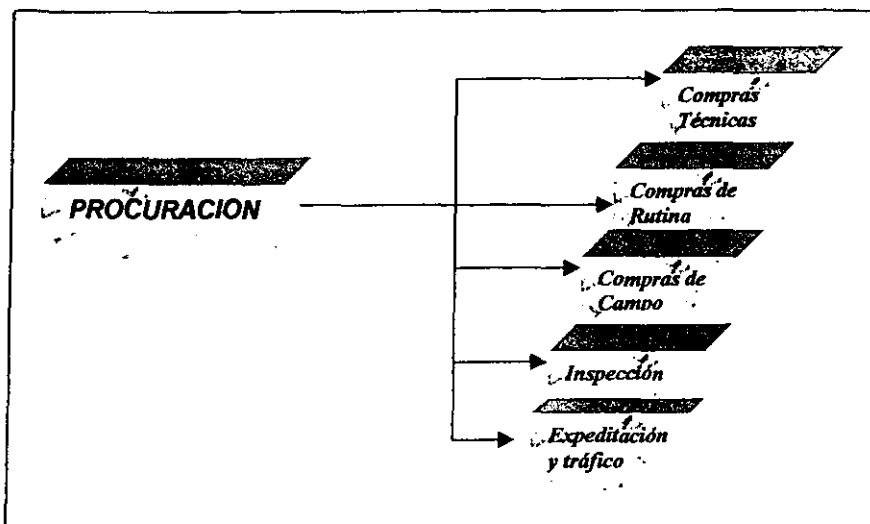 Compras
Técnicas
PROCURACION
Compras de
Rutina
Compras de
Campo
Inspección
Expeditación
y tráfico